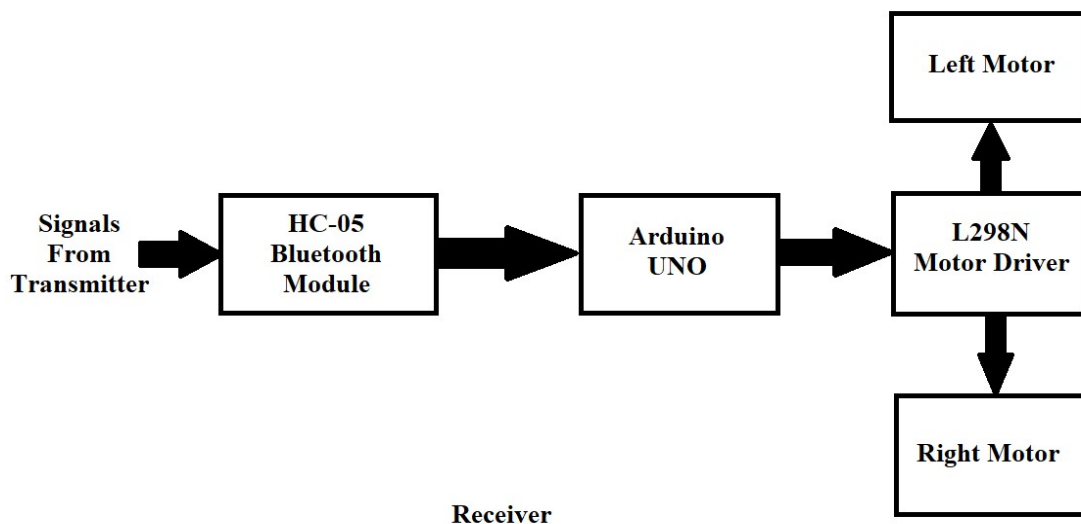 Left Motor
Signals
From
Transmitter
HC-05
Bluetooth
Module
Arduino
UNO
L298N
Motor Driver
Right Motor
Receiver